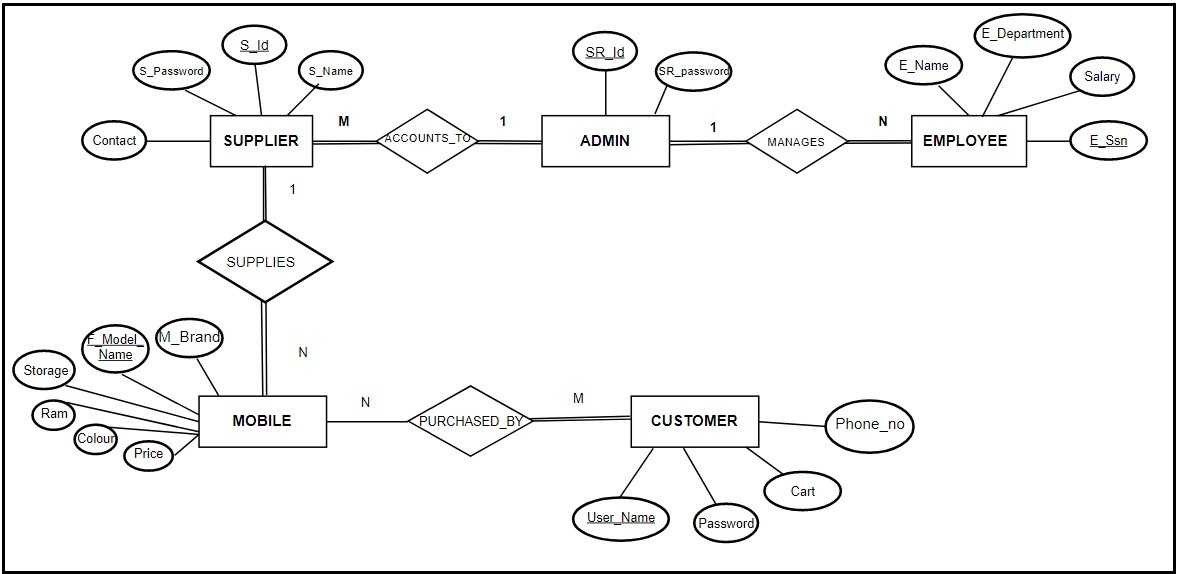 S_Id
S_Password
S_Name
Contact
SUPPLIER
M
ACCOUNTS_TO
1
SR_Id
SR_password
ADMIN
1
MANAGES
N
E_Department
E_Name
Salary
EMPLOYEE
E_Ssn
1
SUPPLIES
N
F_Model_
Name
M_Brand
Storage
Ram
Colour
Price
MOBILE
N
PURCHASED_BY
M
CUSTOMER
Phone_no
Cart
User_Name
Password